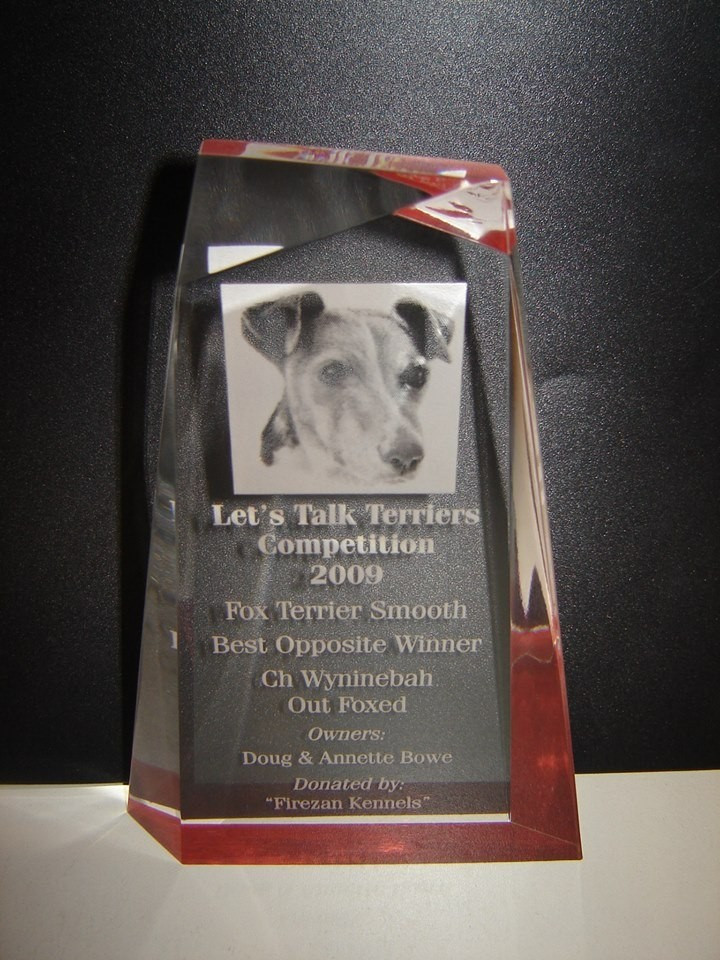 Let's Talk Terriers
Competition
2009
Fox Terrier Smooth
Best Opposite Winner
Ch Wyninebah
Out Foxed
Owners:
Doug & Annette Bowe
Donated by:
"Firezan Kennels"